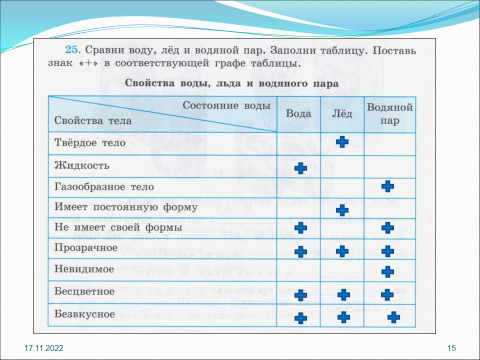 25. Сравни воду, лёд и водяной пар. Заполни таблицу. Поставь
знак «+» в соответствующей графе таблицы.
Свойства воды, льда и водяного пара
Состояние воды
Свойства тела
Вода
Лёд
Водяной
пар
Твёрдое тело
Жидкость
Газообразное тело
Имеет постоянную форму
Не имеет своей формы
Прозрачное
Невидимое
Бесцветное
Безвкусное
17.11.2022
15